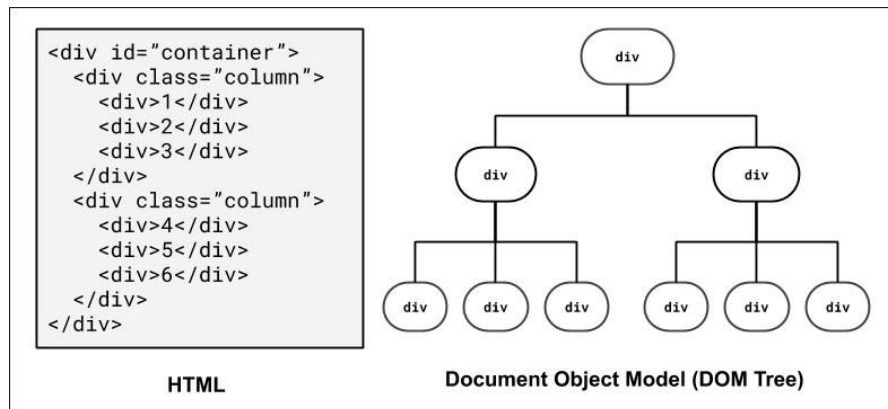 <div id=”container”>
  <div class=”column”>
    <div>1</div>
    <div>2</div>
    <div>3</div>
  </div>
  <div class=”column”>
    <div>4</div>
    <div>5</div>
    <div>6</div>
  </div>
</div>
HTML
div
div div
div div div div div div
Document Object Model (DOM Tree)